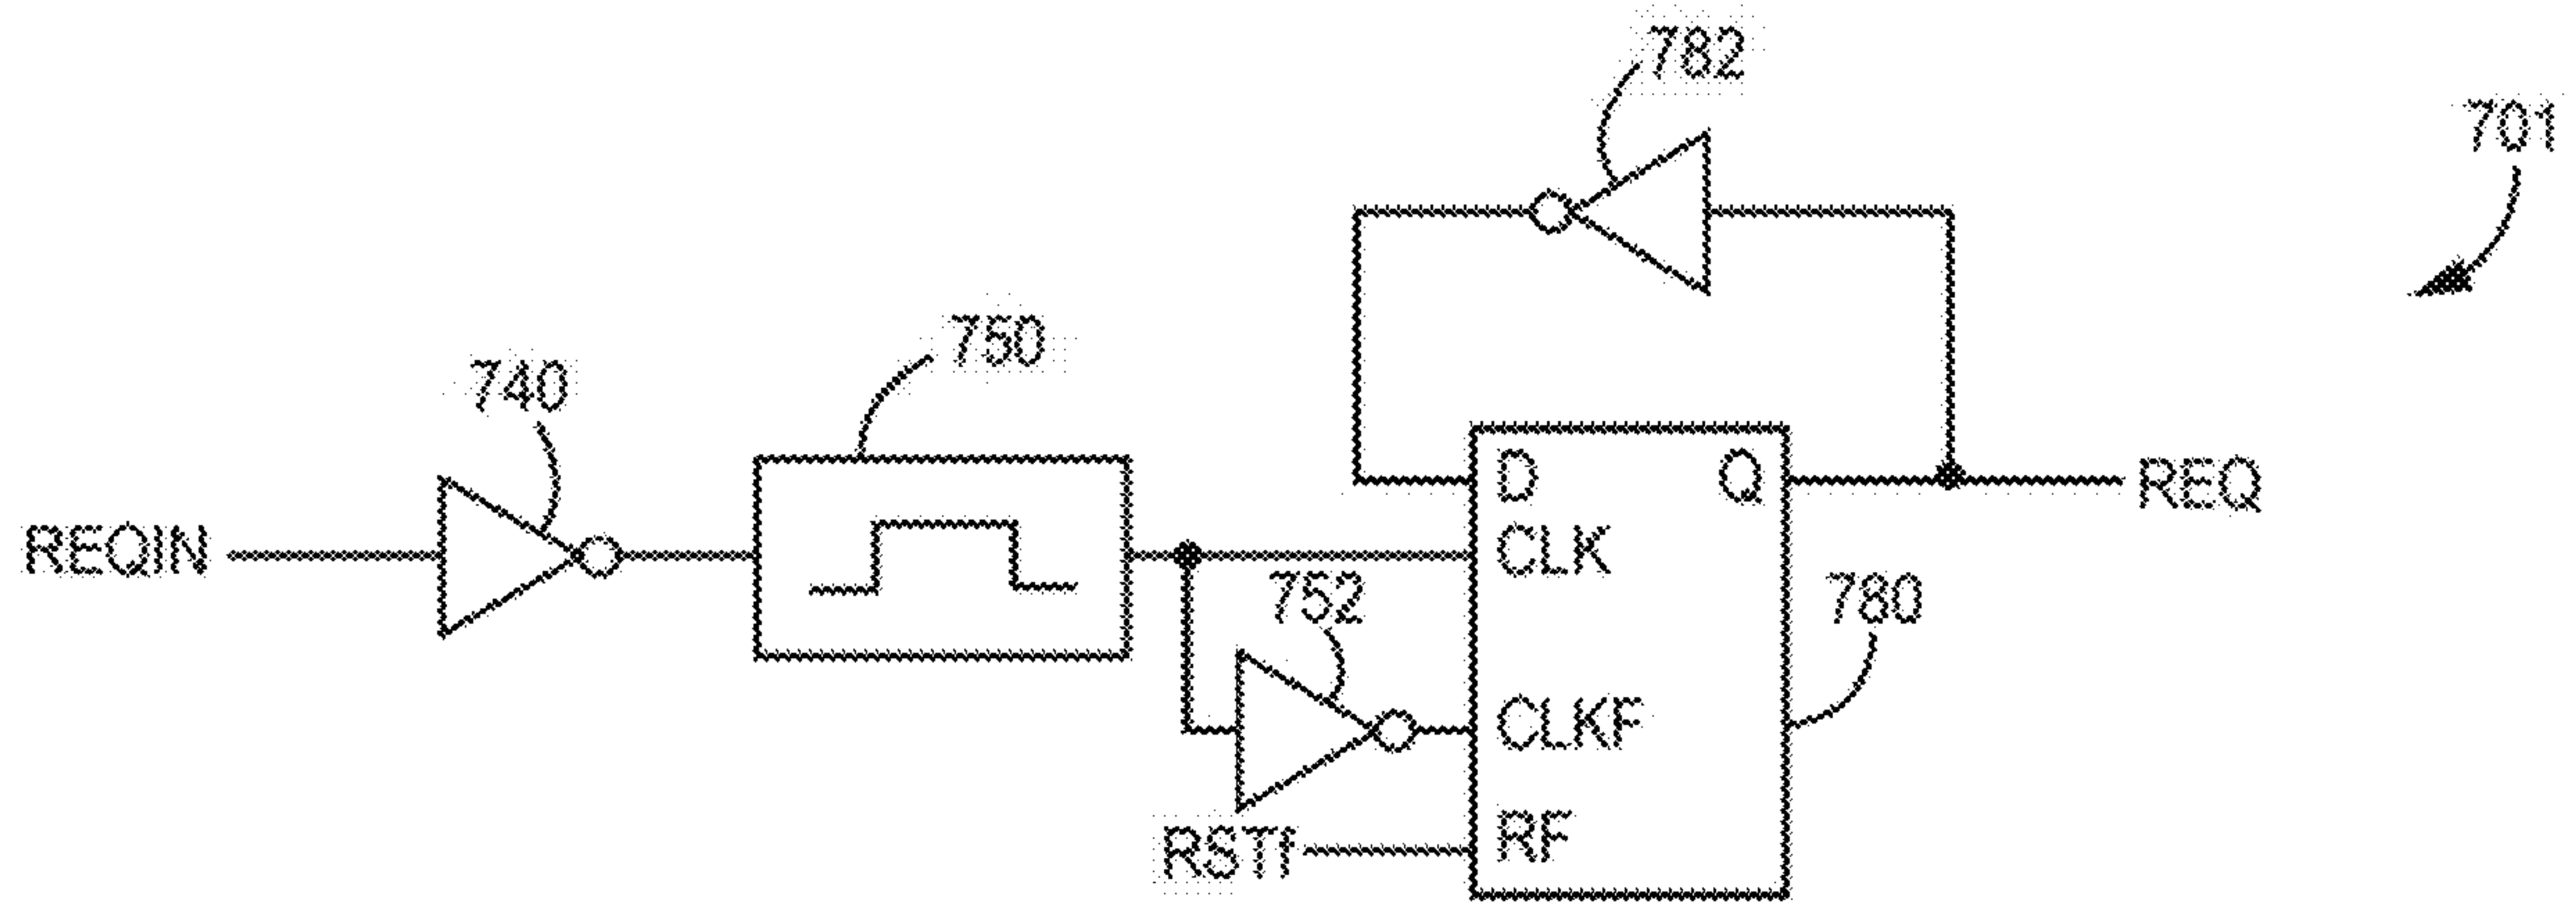 782
701
750
740
D
Q
REQ
REQIN
CLK
752
780
CLKF
RSTf
RF